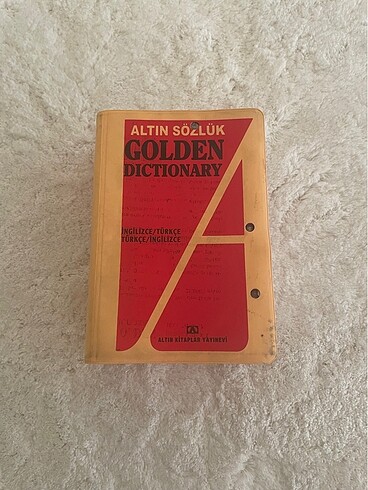 ALTIN SÖZLÜK
GOLDEN
DICTIONARY
İNGİLİZCE/TÜRKÇE
TÜRKÇE/İNGİLİZCE
ALTIN KİTAPLAR YAYINEVİ